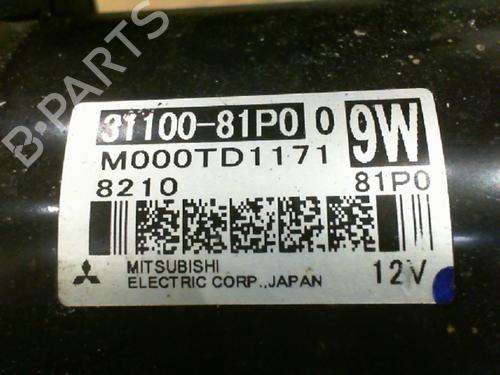 31100-81P0 0 9W
M000TD1171
8210 81P0
MITSUBISHI
ELECTRIC CORP.,JAPAN 12V
B-Parts